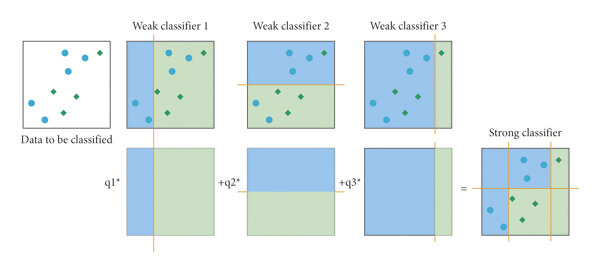 Weak classifier 1
Weak classifier 2
Weak classifier 3
Data to be classified
Strong classifier
q1*
+q2*
+q3*
=